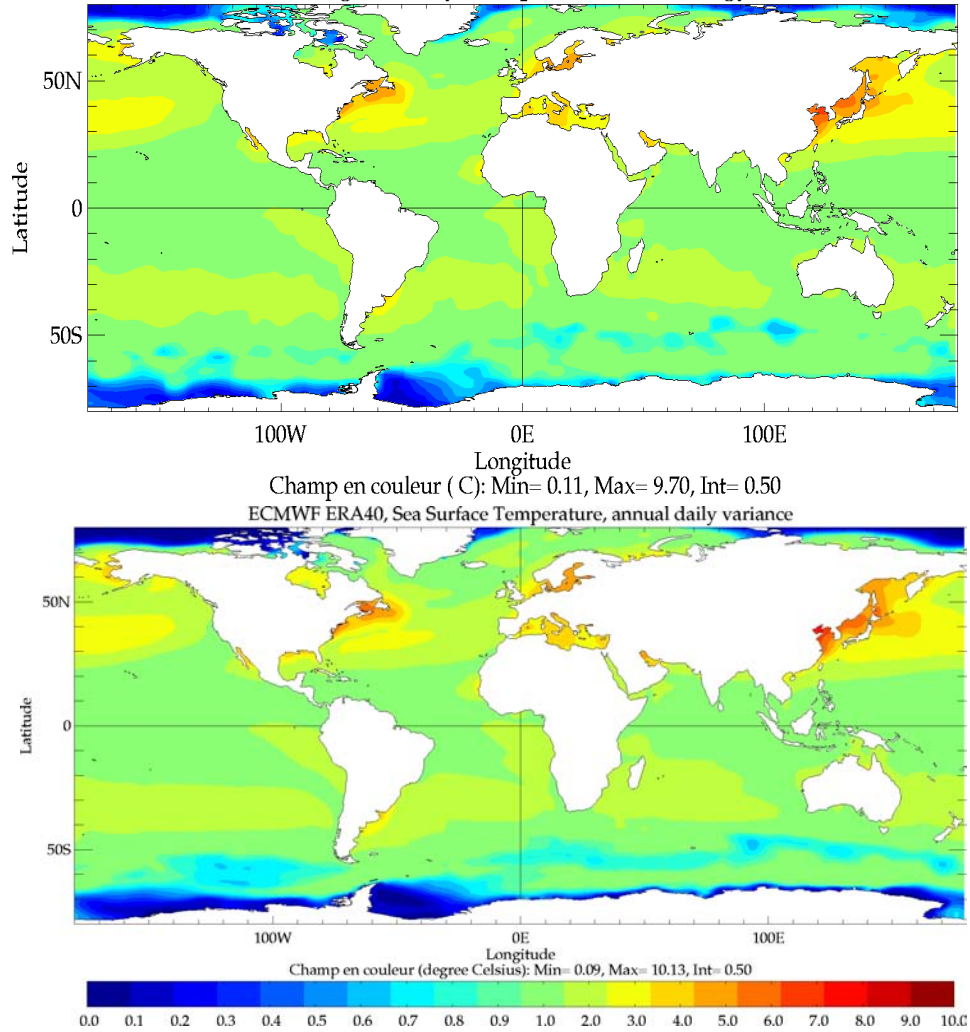 50N
0
50S
Latitude
100W 0E 100E
Longitude
Champ en couleur ( C): Min= 0.11, Max= 9.70, Int= 0.50
ECMWF ERA40, Sea Surface Temperature, annual daily variance
50N
0
50S
Latitude
100W 0E 100E
Longitude
Champ en couleur (degree Celsius): Min= 0.09, Max= 10.13, Int= 0.50
0.0 0.1 0.2 0.3 0.4 0.5 0.6 0.7 0.8 0.9 1.0 2.0 3.0 4.0 5.0 6.0 7.0 8.0 9.0 10.0